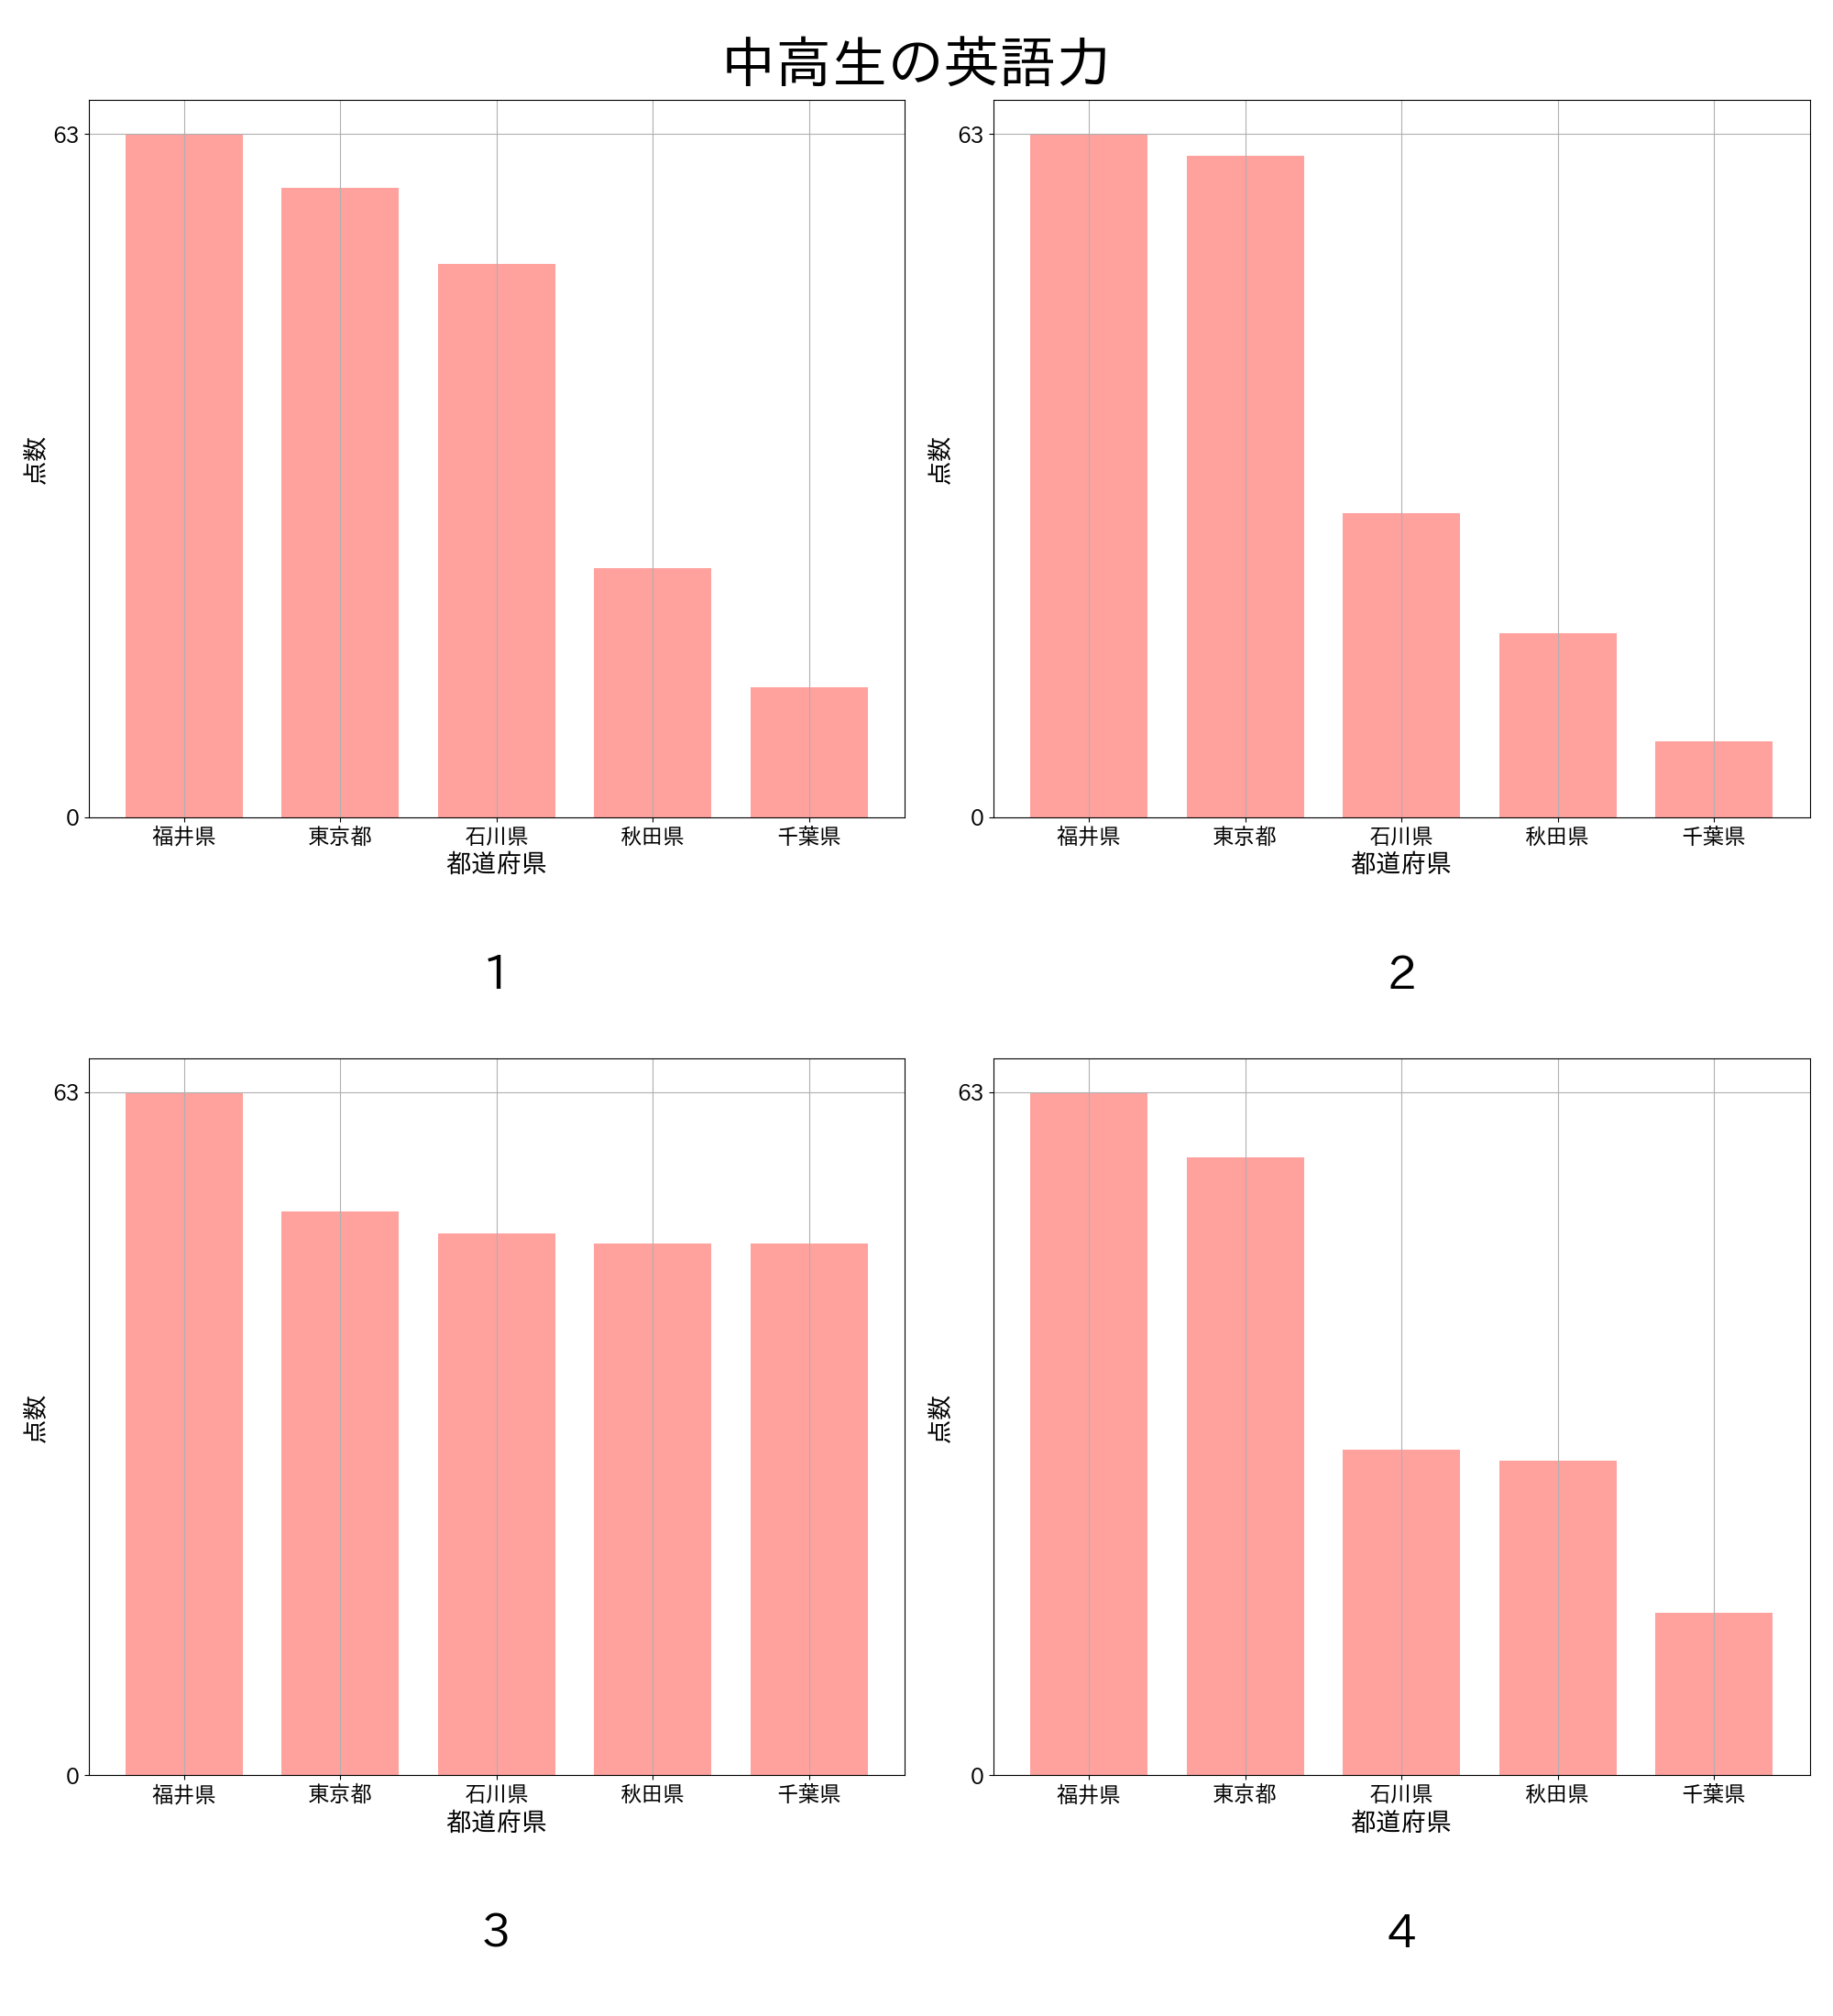 中高生の英語力
63
点数
0
福井県 東京都 石川県 秋田県 千葉県
都道府県
1
63
点数
0
福井県 東京都 石川県 秋田県 千葉県
都道府県
2
63
点数
0
福井県 東京都 石川県 秋田県 千葉県
都道府県
3
63
点数
0
福井県 東京都 石川県 秋田県 千葉県
都道府県
4